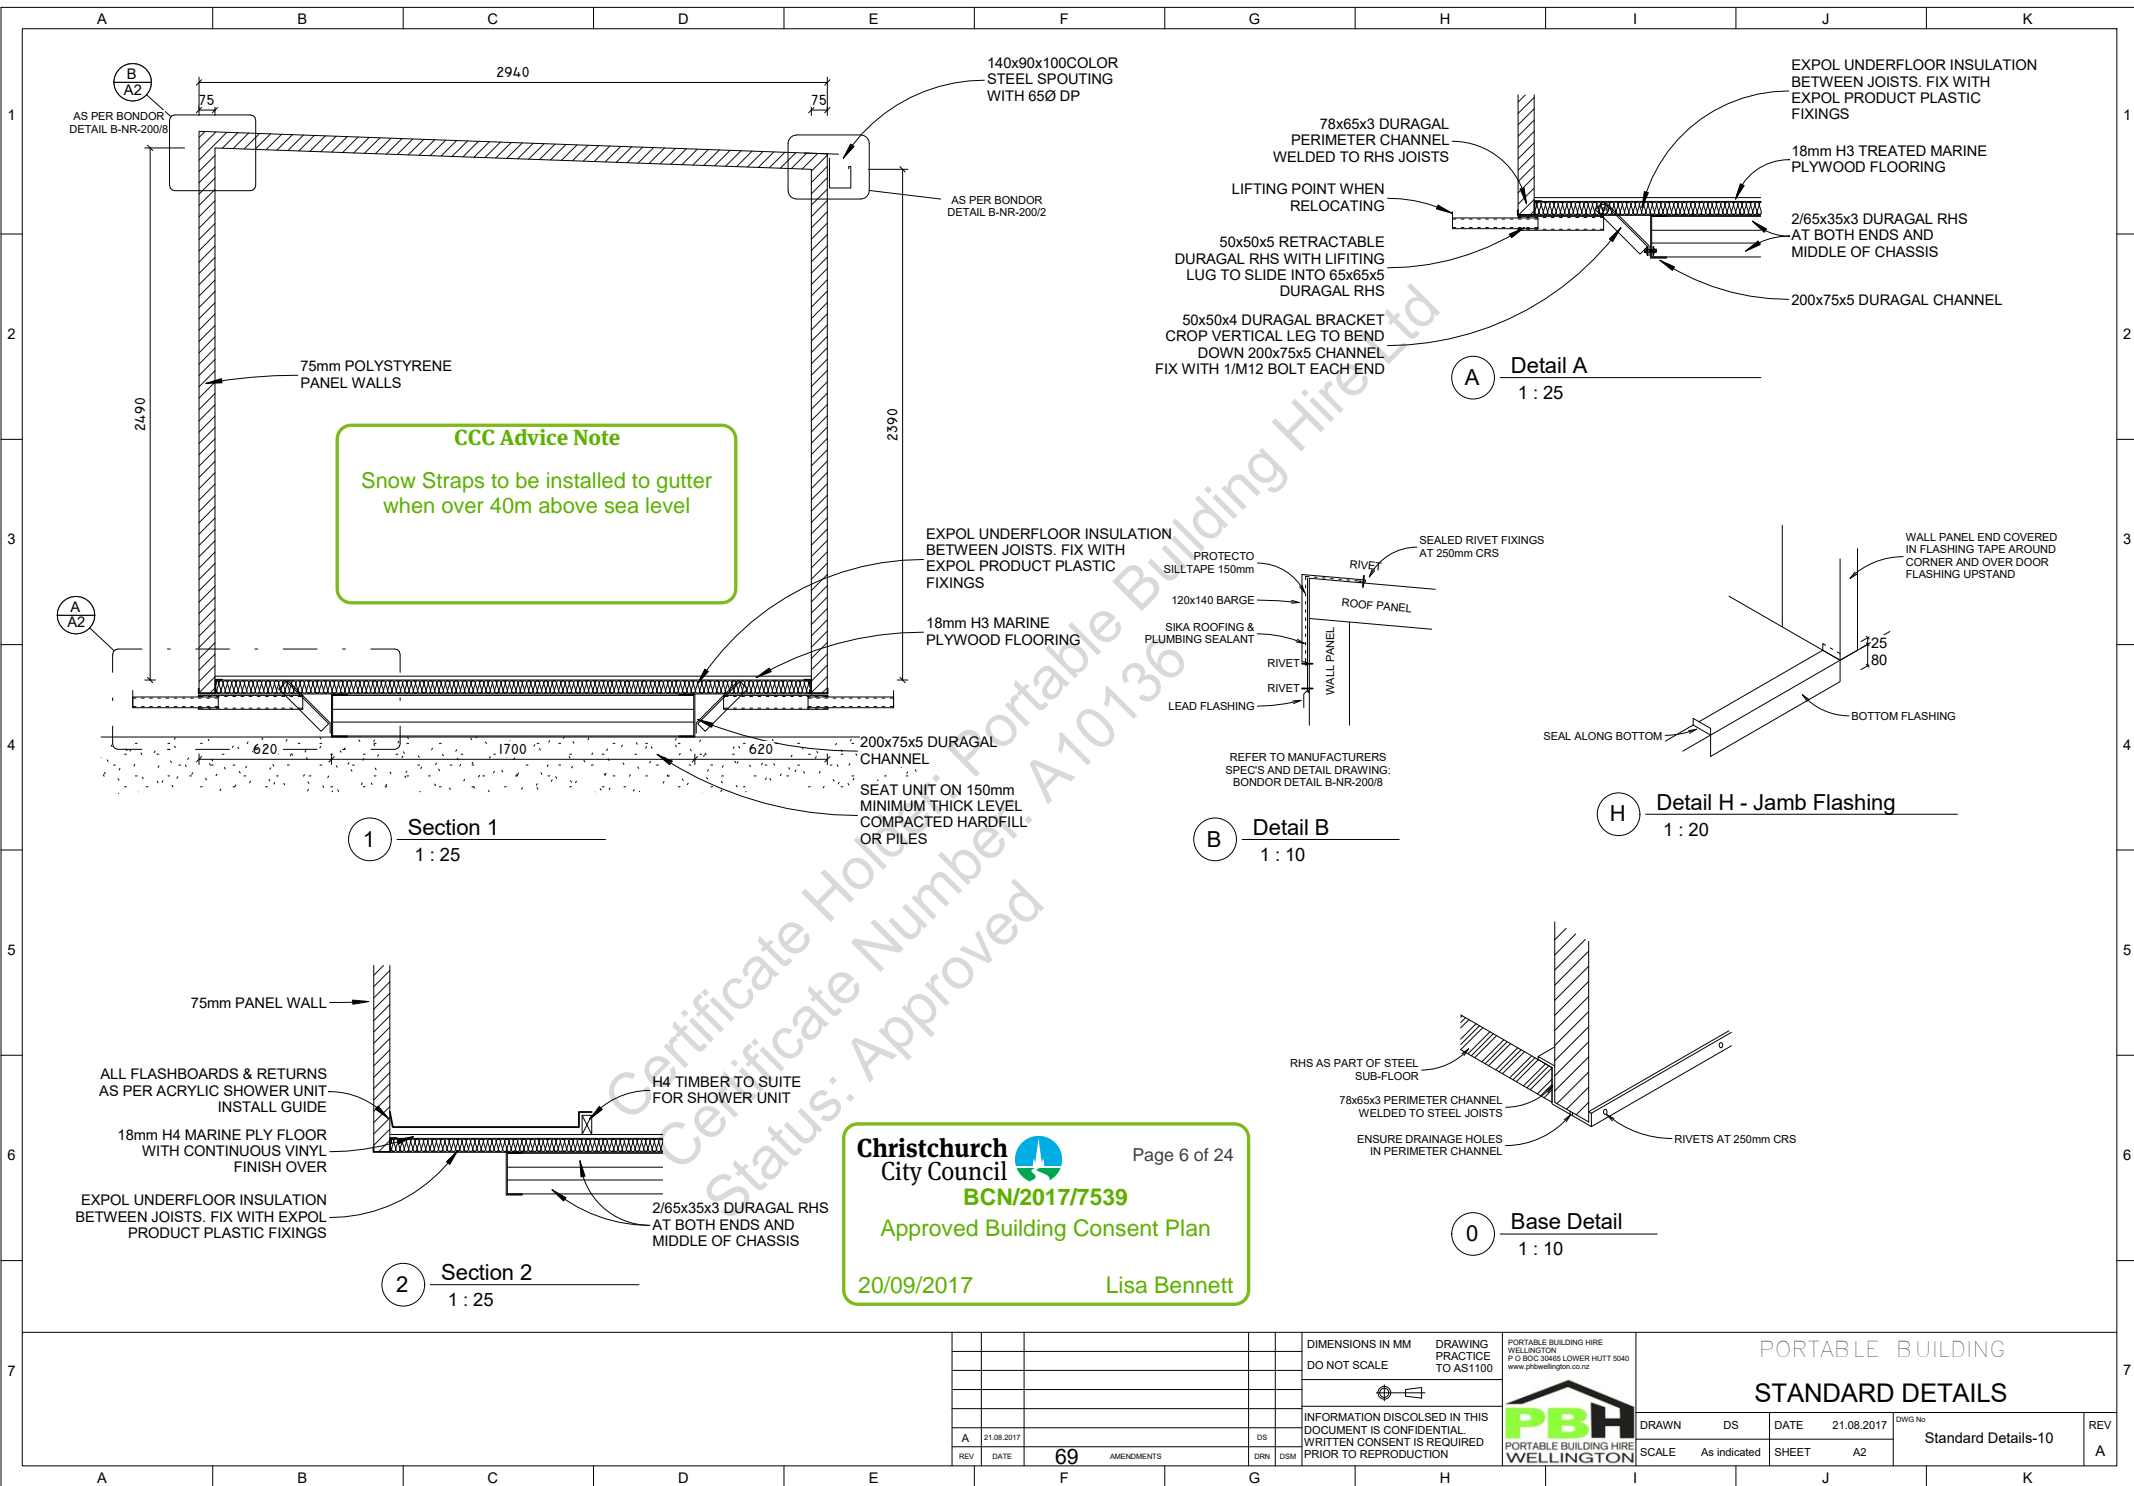 A B C D E F G H I J K
1
2
3
4
5
6
7
B
A2
AS PER BONDOR
DETAIL B-NR-200/8
2940
75
75
140x90x100COLOR
STEEL SPOUTING
WITH 65Ø DP
AS PER BONDOR
DETAIL B-NR-200/2
75mm POLYSTYRENE
PANEL WALLS
2490
2390
CCC Advice Note
Snow Straps to be installed to gutter
when over 40m above sea level
EXPOL UNDERFLOOR INSULATION
BETWEEN JOISTS. FIX WITH
EXPOL PRODUCT PLASTIC
FIXINGS
18mm H3 MARINE
PLYWOOD FLOORING
A
A2
620
1700
620
200x75x5 DURAGAL
CHANNEL
SEAT UNIT ON 150mm
MINIMUM THICK LEVEL
COMPACTED HARDFILL
OR PILES
1
Section 1
1 : 25
78x65x3 DURAGAL
PERIMETER CHANNEL
WELDED TO RHS JOISTS
LIFTING POINT WHEN
RELOCATING
50x50x5 RETRACTABLE
DURAGAL RHS WITH LIFITING
LUG TO SLIDE INTO 65x65x5
DURAGAL RHS
50x50x4 DURAGAL BRACKET
CROP VERTICAL LEG TO BEND
DOWN 200x75x5 CHANNEL
FIX WITH 1/M12 BOLT EACH END
EXPOL UNDERFLOOR INSULATION
BETWEEN JOISTS. FIX WITH
EXPOL PRODUCT PLASTIC
FIXINGS
18mm H3 TREATED MARINE
PLYWOOD FLOORING
2/65x35x3 DURAGAL RHS
AT BOTH ENDS AND
MIDDLE OF CHASSIS
200x75x5 DURAGAL CHANNEL
A
Detail A
1 : 25
PROTECTO
SILLTAPE 150mm
120x140 BARGE
SIKA ROOFING &
PLUMBING SEALANT
RIVET
RIVET
LEAD FLASHING
RIVET
SEALED RIVET FIXINGS
AT 250mm CRS
ROOF PANEL
WALL PANEL
REFER TO MANUFACTURERS
SPEC'S AND DETAIL DRAWING:
BONDOR DETAIL B-NR-200/8
B
Detail B
1 : 10
WALL PANEL END COVERED
IN FLASHING TAPE AROUND
CORNER AND OVER DOOR
FLASHING UPSTAND
25
80
BOTTOM FLASHING
SEAL ALONG BOTTOM
H
Detail H - Jamb Flashing
1 : 20
75mm PANEL WALL
ALL FLASHBOARDS & RETURNS
AS PER ACRYLIC SHOWER UNIT
INSTALL GUIDE
18mm H4 MARINE PLY FLOOR
WITH CONTINUOUS VINYL
FINISH OVER
EXPOL UNDERFLOOR INSULATION
BETWEEN JOISTS. FIX WITH EXPOL
PRODUCT PLASTIC FIXINGS
H4 TIMBER TO SUITE
FOR SHOWER UNIT
2/65x35x3 DURAGAL RHS
AT BOTH ENDS AND
MIDDLE OF CHASSIS
2
Section 2
1 : 25
Certificate Holder: Portable Building Hire Ltd
Certificate Number: A10136
Status: Approved
Christchurch
City Council
Page 6 of 24
BCN/2017/7539
Approved Building Consent Plan
20/09/2017 Lisa Bennett
RHS AS PART OF STEEL
SUB-FLOOR
78x65x3 PERIMETER CHANNEL
WELDED TO STEEL JOISTS
ENSURE DRAINAGE HOLES
IN PERIMETER CHANNEL
RIVETS AT 250mm CRS
0
Base Detail
1 : 10
A 21.08.2017 DS
REV DATE 69 AMENDMENTS DRN DSM
DIMENSIONS IN MM
DO NOT SCALE
DRAWING
PRACTICE
TO AS1100
INFORMATION DISCOLSED IN THIS
DOCUMENT IS CONFIDENTIAL.
WRITTEN CONSENT IS REQUIRED
PRIOR TO REPRODUCTION
PORTABLE BUILDING HIRE
WELLINGTON
P O BOC 30465 LOWER HUTT 5040
www.phbwellington.co.nz
PBH
PORTABLE BUILDING HIRE
WELLINGTON
PORTABLE BUILDING
STANDARD DETAILS
DRAWN DS DATE 21.08.2017
SCALE As indicated SHEET A2
DWG No
Standard Details-10
REV
A
1
2
3
4
5
6
7
A B C D E F G H I J K